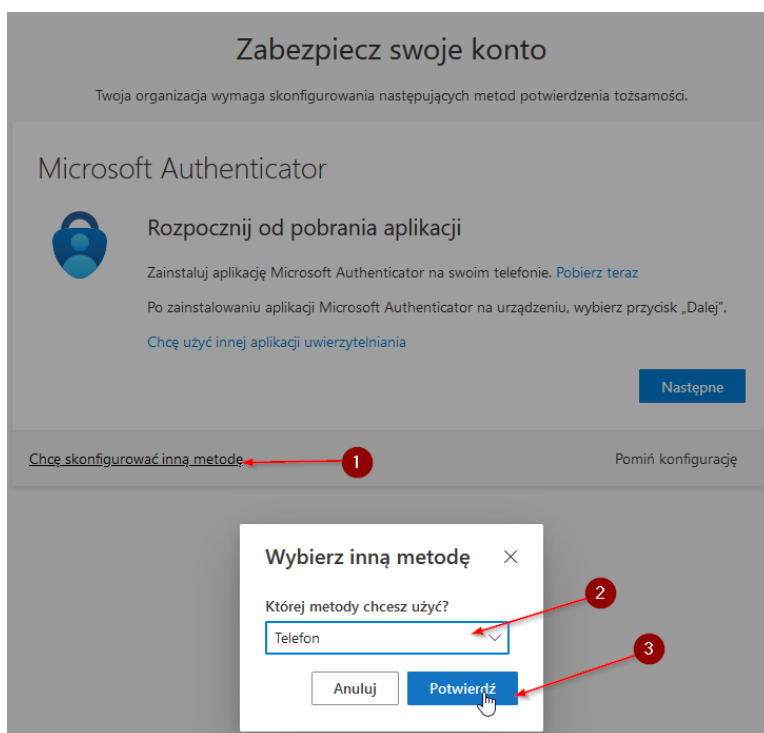 Zabezpiecz swoje konto
Twoja organizacja wymaga skonfigurowania następujących metod potwierdzenia tożsamości.
Microsoft Authenticator
Rozpocznij od pobrania aplikacji
Zainstaluj aplikację Microsoft Authenticator na swoim telefonie. Pobierz teraz
Po zainstalowaniu aplikacji Microsoft Authenticator na urządzeniu, wybierz przycisk „Dalej”.
Chcę użyć innej aplikacji uwierzytelniania
Następne
Chcę skonfigurować inną metodę
1
Pomiń konfigurację
Wybierz inną metodę
Której metody chcesz użyć?
2
Telefon
3
Anuluj
Potwierdź